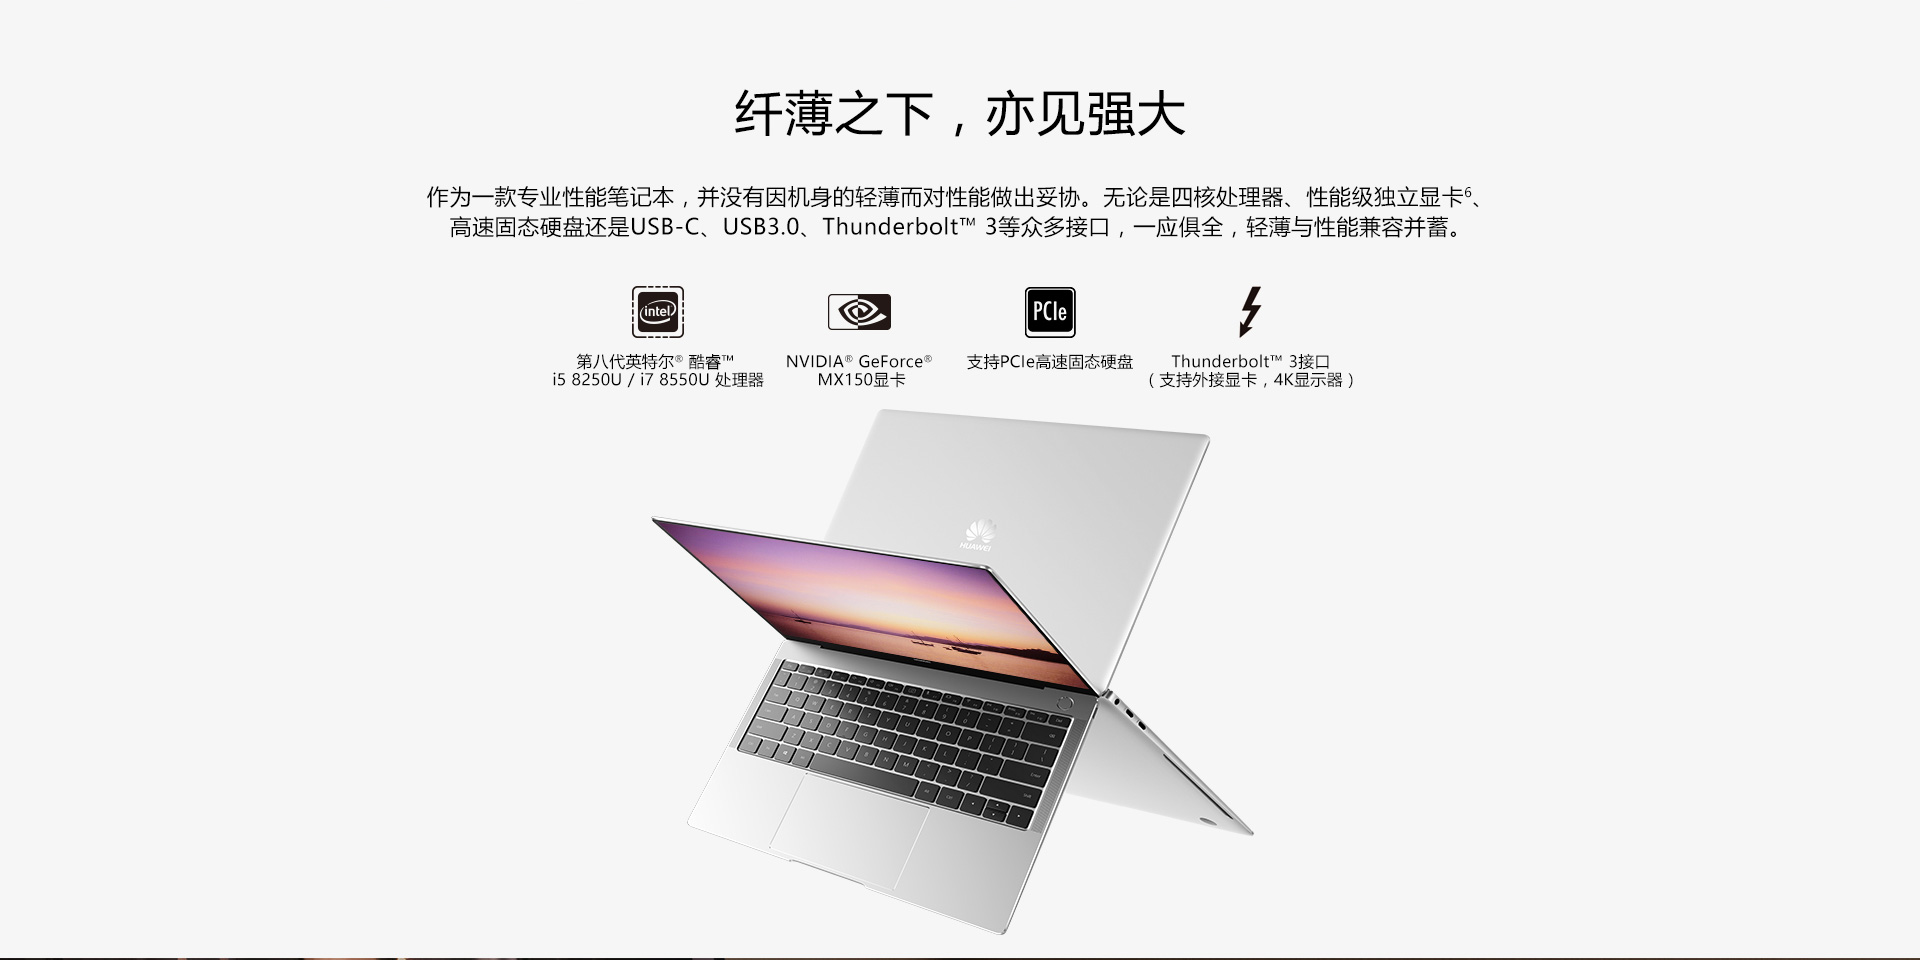 纤薄之下，亦见强大
作为一款专业性能笔记本，并没有因机身的轻薄而对性能做出妥协。无论是四核处理器、性能级独立显卡⁶、
高速固态硬盘还是USB-C、USB3.0、Thunderbolt™ 3等众多接口，一应俱全，轻薄与性能兼容并蓄。
intel
PCIe
第八代英特尔® 酷睿™
i5 8250U / i7 8550U 处理器
NVIDIA® GeForce®
MX150显卡
支持PCIe高速固态硬盘
Thunderbolt™ 3接口
（支持外接显卡，4K显示器）
HUAWEI